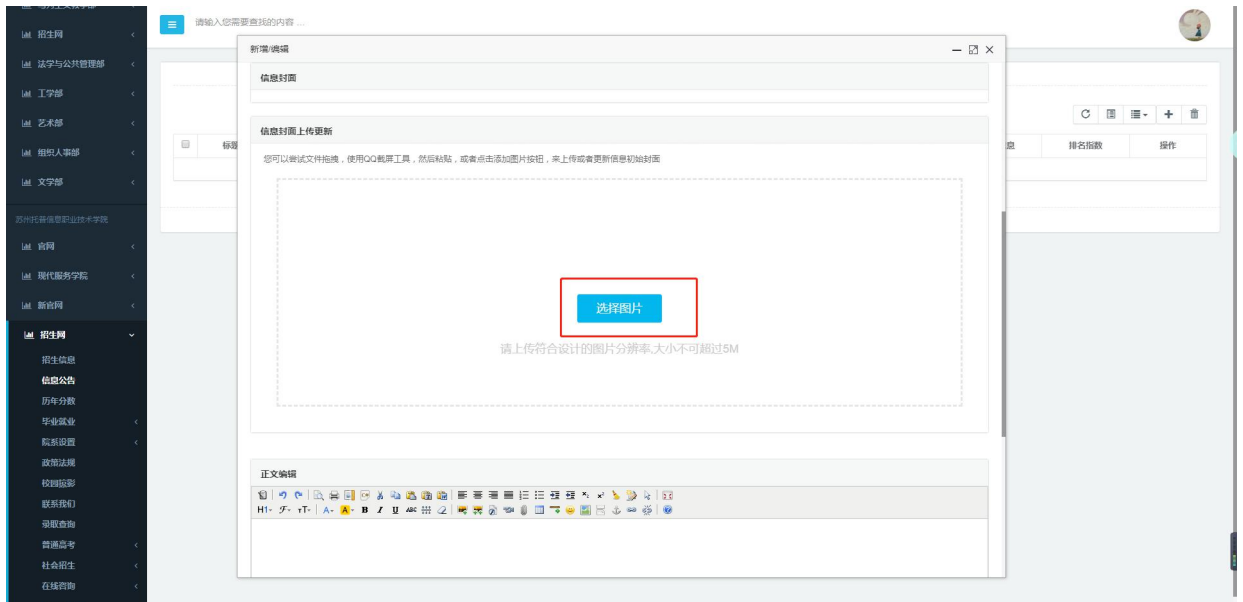 招生网
法学与公共管理部
工学部
艺术部
组织人事部
文学部
苏州托普信息职业技术学院
官网
现代服务学院
新官网
招生网
招生信息
信息公告
历年分数
毕业就业
院系设置
政策法规
校园掠影
联系我们
录取查询
普通高考
社会招生
在线咨询
请输入您需要查找的内容 ...
新增/编辑
信息封面
信息封面上传更新
您可以尝试文件拖拽，使用QQ截屏工具，然后粘贴，或者点击添加图片按钮，来上传或者更新信息初始封面
选择图片
请上传符合设计的图片分辨率,大小不可超过5M
正文编辑
H1 F T A A B I U ABC
标题
息
排名指数
操作